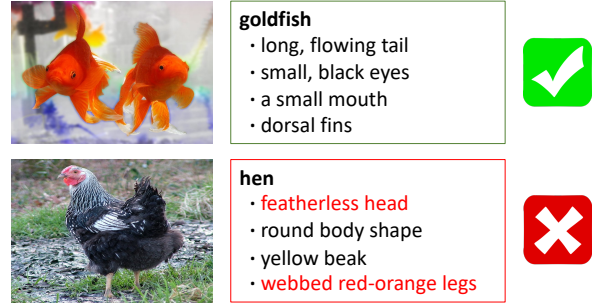 goldfish
· long, flowing tail
· small, black eyes
· a small mouth
· dorsal fins
hen
· featherless head
· round body shape
· yellow beak
· webbed red-orange legs